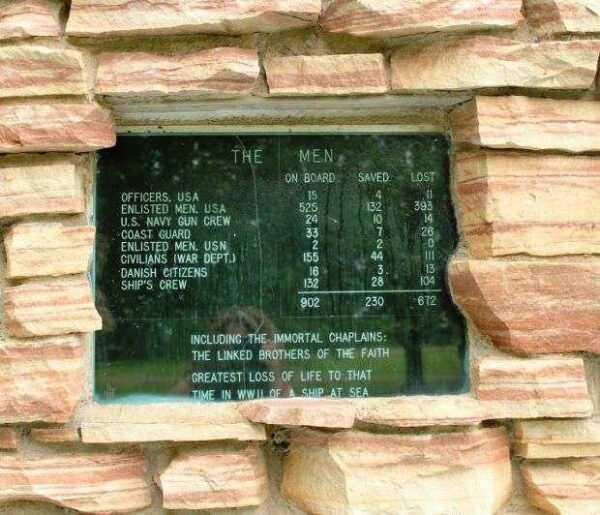 THE MEN
ON BOARD SAVED LOST
OFFICERS, USA 15 4 11
ENLISTED MEN, USA 525 132 393
U.S. NAVY GUN CREW 24 10 14
COAST GUARD 33 7 26
ENLISTED MEN, USN 2 2 0
CIVILIANS (WAR DEPT.) 155 44 111
DANISH CITIZENS 16 3 13
SHIP'S CREW 132 28 104
902 230 672
INCLUDING THE IMMORTAL CHAPLAINS:
THE LINKED BROTHERS OF THE FAITH
GREATEST LOSS OF LIFE TO THAT
TIME IN WWII OF A SHIP AT SEA